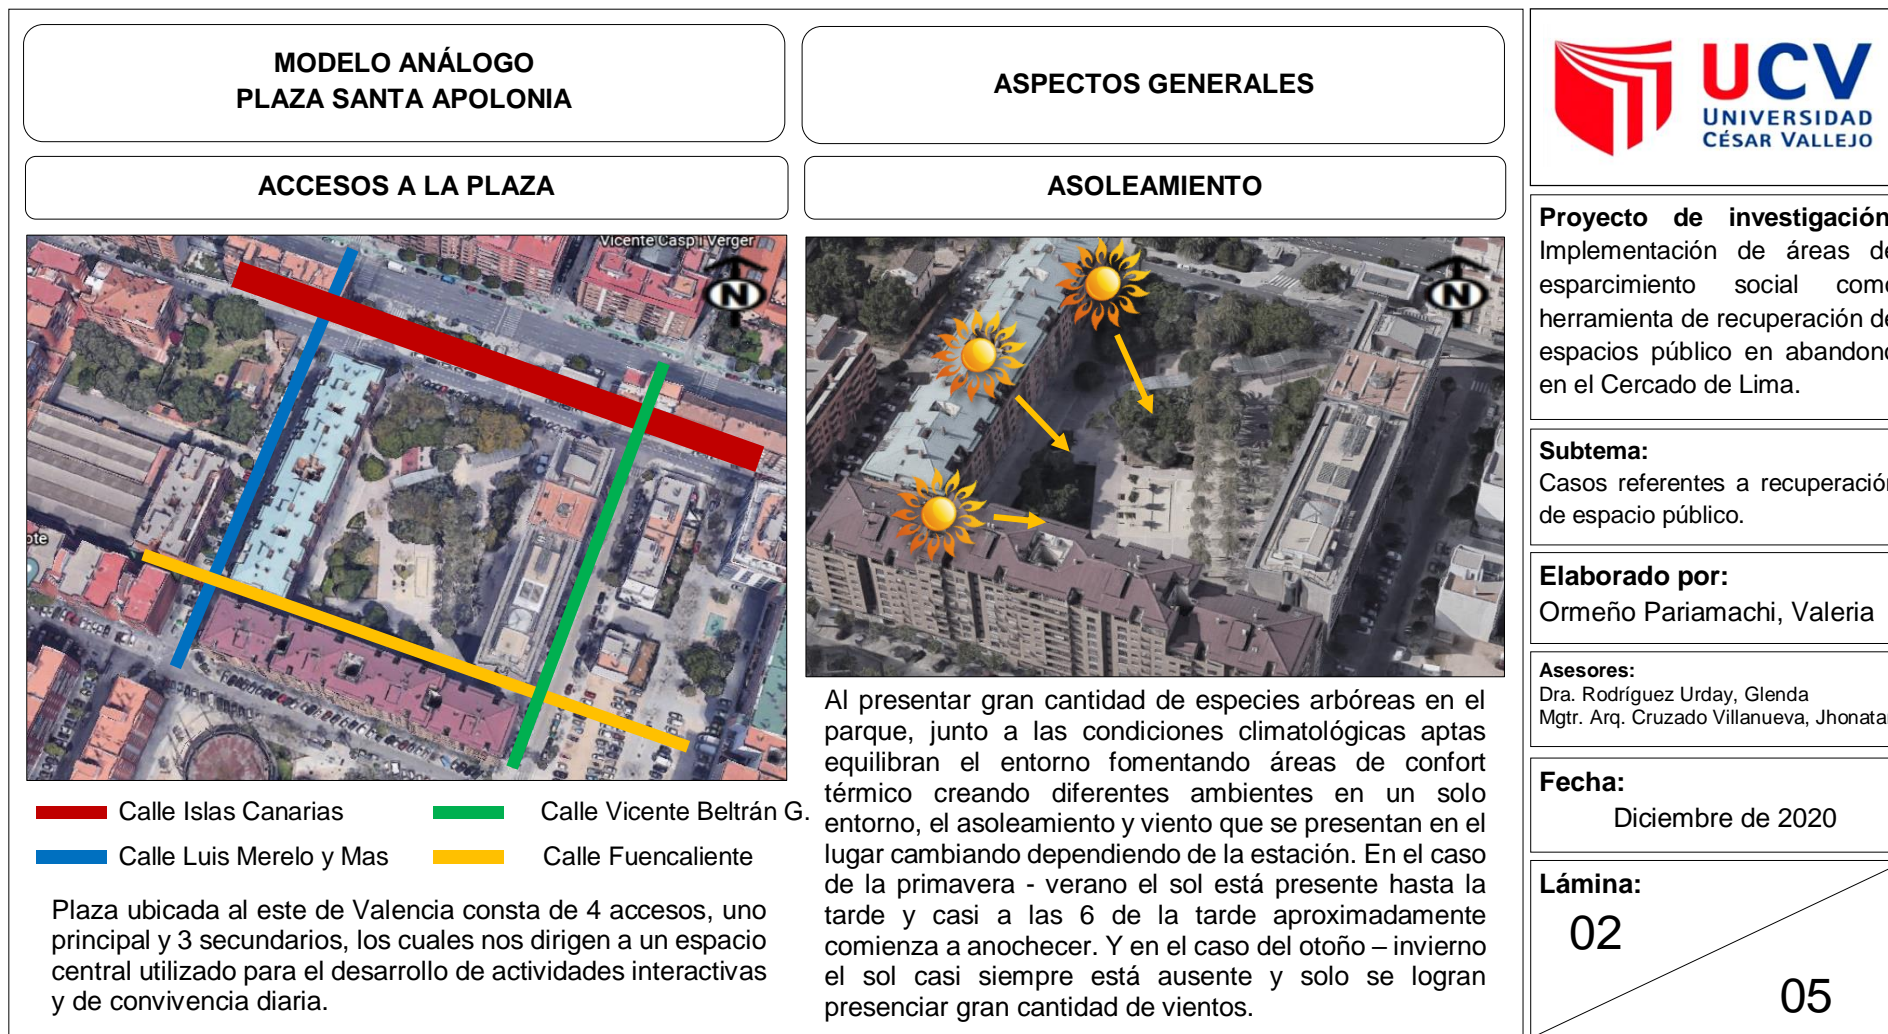 MODELO ANÁLOGO
PLAZA SANTA APOLONIA
ASPECTOS GENERALES
ACCESOS A LA PLAZA
ASOLEAMIENTO
Vicente Casp i Verger
N
ote
N
Calle Islas Canarias
Calle Vicente Beltrán G.
Calle Luis Merelo y Mas
Calle Fuencaliente
Plaza ubicada al este de Valencia consta de 4 accesos, uno
principal y 3 secundarios, los cuales nos dirigen a un espacio
central utilizado para el desarrollo de actividades interactivas
y de convivencia diaria.
Al presentar gran cantidad de especies arbóreas en el
parque, junto a las condiciones climatológicas aptas
equilibran el entorno fomentando áreas de confort
térmico creando diferentes ambientes en un solo
entorno, el asoleamiento y viento que se presentan en el
lugar cambiando dependiendo de la estación. En el caso
de la primavera - verano el sol está presente hasta la
tarde y casi a las 6 de la tarde aproximadamente
comienza a anochecer. Y en el caso del otoño – invierno
el sol casi siempre está ausente y solo se logran
presenciar gran cantidad de vientos.
UCV
UNIVERSIDAD
CÉSAR VALLEJO
Proyecto de investigación
Implementación de áreas de
esparcimiento social como
herramienta de recuperación de
espacios público en abandono
en el Cercado de Lima.
Subtema:
Casos referentes a recuperación
de espacio público.
Elaborado por:
Ormeño Pariamachi, Valeria
Asesores:
Dra. Rodríguez Urday, Glenda
Mgtr. Arq. Cruzado Villanueva, Jhonatan
Fecha:
Diciembre de 2020
Lámina:
02
05